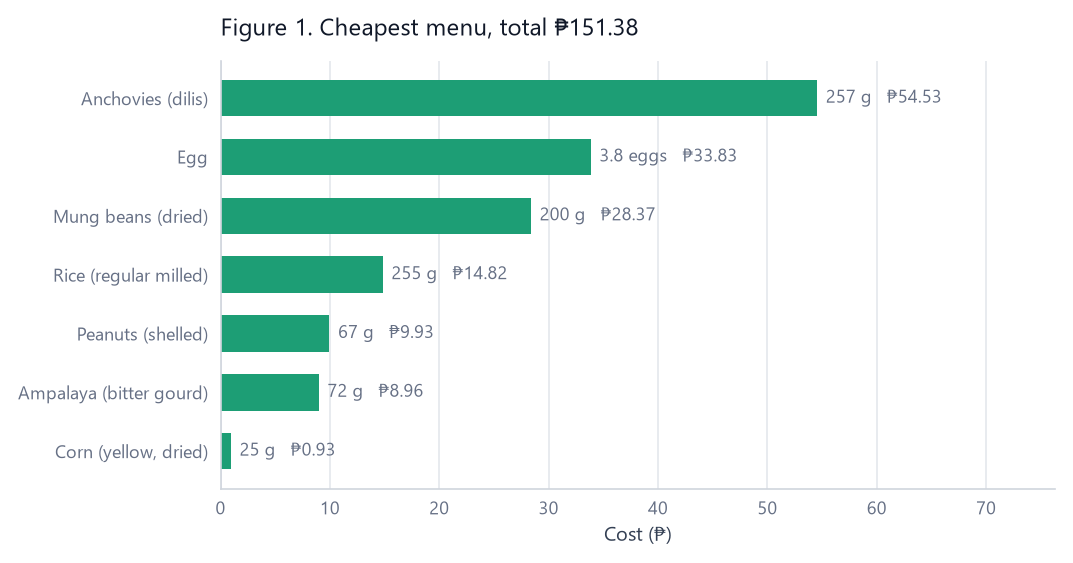 Figure 1. Cheapest menu, total ₱151.38
Anchovies (dilis) 257 g ₱54.53
Egg 3.8 eggs ₱33.83
Mung beans (dried) 200 g ₱28.37
Rice (regular milled) 255 g ₱14.82
Peanuts (shelled) 67 g ₱9.93
Ampalaya (bitter gourd) 72 g ₱8.96
Corn (yellow, dried) 25 g ₱0.93
0 10 20 30 40 50 60 70
Cost (₱)